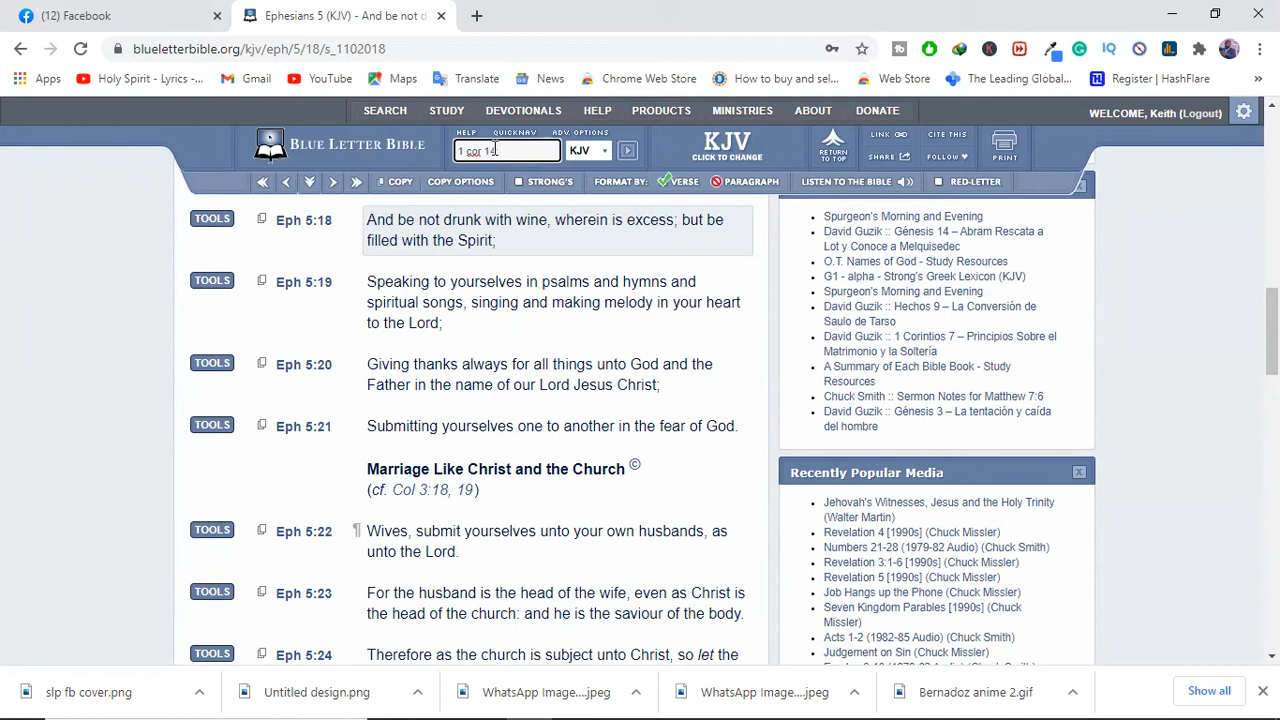 (12) Facebook
Ephesians 5 (KJV) - And be not d
blueletterbible.org/kjv/eph/5/18/s_1102018
Apps
Holy Spirit - Lyrics -...
Gmail
YouTube
Maps
Translate
News
Chrome Web Store
How to buy and sel...
Web Store
The Leading Global...
Register | HashFlare
SEARCH
STUDY
DEVOTIONALS
HELP
PRODUCTS
MINISTRIES
ABOUT
DONATE
WELCOME, Keith (Logout)
BLUE LETTER BIBLE
HELP
QUICKNAV
ADV. OPTIONS
1 cor 14
KJV
KJV
CLICK TO CHANGE
RETURN
TO TOP
LINK
CITE THIS
SHARE
FOLLOW
PRINT
COPY
COPY OPTIONS
STRONG'S
FORMAT BY:
VERSE
PARAGRAPH
LISTEN TO THE BIBLE
RED-LETTER
TOOLS
Eph 5:18
And be not drunk with wine, wherein is excess; but be
filled with the Spirit;
TOOLS
Eph 5:19
Speaking to yourselves in psalms and hymns and
spiritual songs, singing and making melody in your heart
to the Lord;
TOOLS
Eph 5:20
Giving thanks always for all things unto God and the
Father in the name of our Lord Jesus Christ;
TOOLS
Eph 5:21
Submitting yourselves one to another in the fear of God.
Marriage Like Christ and the Church ©
(cf. Col 3:18, 19)
TOOLS
Eph 5:22
¶ Wives, submit yourselves unto your own husbands, as
unto the Lord.
TOOLS
Eph 5:23
For the husband is the head of the wife, even as Christ is
the head of the church: and he is the saviour of the body.
TOOLS
Eph 5:24
Therefore as the church is subject unto Christ, so let the
Spurgeon's Morning and Evening
David Guzik :: Génesis 14 – Abram Rescata a
Lot y Conoce a Melquisedec
O.T. Names of God - Study Resources
G1 - alpha - Strong's Greek Lexicon (KJV)
Spurgeon's Morning and Evening
David Guzik :: Hechos 9 – La Conversión de
Saulo de Tarso
David Guzik :: 1 Corintios 7 – Principios Sobre el
Matrimonio y la Soltería
A Summary of Each Bible Book - Study
Resources
Chuck Smith :: Sermon Notes for Matthew 7:6
David Guzik :: Génesis 3 – La tentación y caída
del hombre
Recently Popular Media
Jehovah's Witnesses, Jesus and the Holy Trinity
(Walter Martin)
Revelation 4 [1990s] (Chuck Missler)
Numbers 21-28 (1979-82 Audio) (Chuck Smith)
Revelation 3:1-6 [1990s] (Chuck Missler)
Revelation 5 [1990s] (Chuck Missler)
Job Hangs up the Phone (Chuck Smith)
Seven Kingdom Parables [1990s] (Chuck
Missler)
Acts 1-2 (1982-85 Audio) (Chuck Smith)
Judgement on Sin (Chuck Missler)
slp fb cover.png
Untitled design.png
WhatsApp Image....jpeg
WhatsApp Image....jpeg
Bernadoz anime 2.gif
Show all